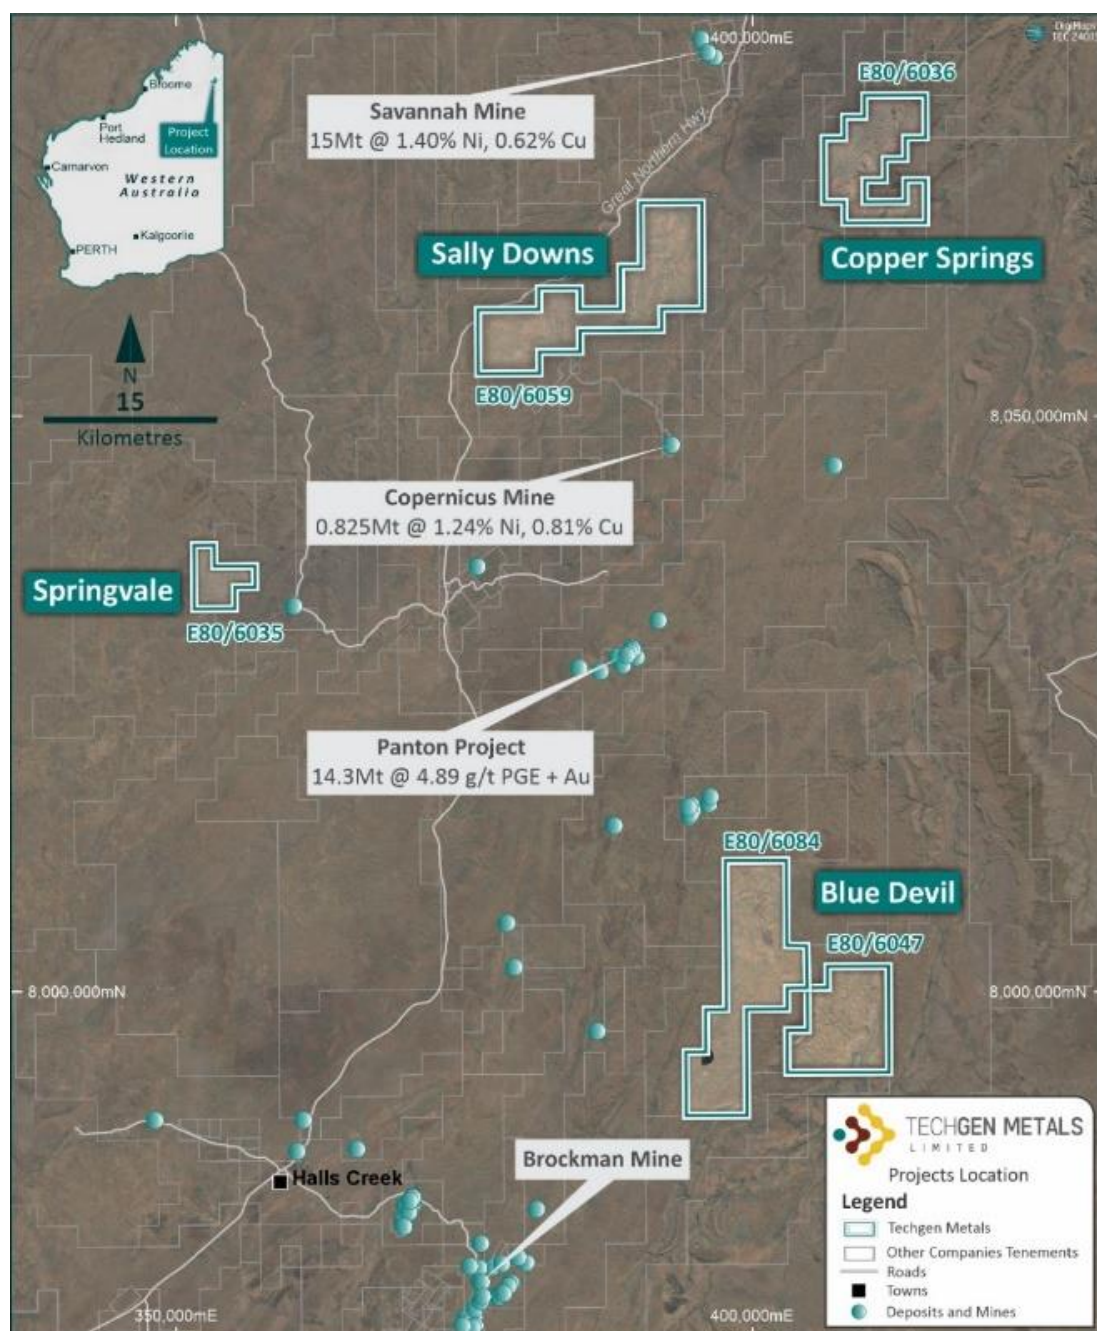 400,000mE
E80/6036
Savannah Mine
15Mt @ 1.40% Ni, 0.62% Cu
Broome
Port
Hedland
Project
Location
Carnarvon
Western
Australia
Kalgoorlie
PERTH
Great Northern Hwy
Sally Downs
Copper Springs
N
15
Kilometres
E80/6059
8,050,000mN
Copernicus Mine
0.825Mt @ 1.24% Ni, 0.81% Cu
Springvale
E80/6035
Panton Project
14.3Mt @ 4.89 g/t PGE + Au
E80/6084
Blue Devil
E80/6047
8,000,000mN
8,000,000mN
Brockman Mine
Halls Creek
TECHGEN METALS
LIMITED
Projects Location
Legend
Techgen Metals
Other Companies Tenements
Roads
Towns
Deposits and Mines
350,000mE
400,000mE